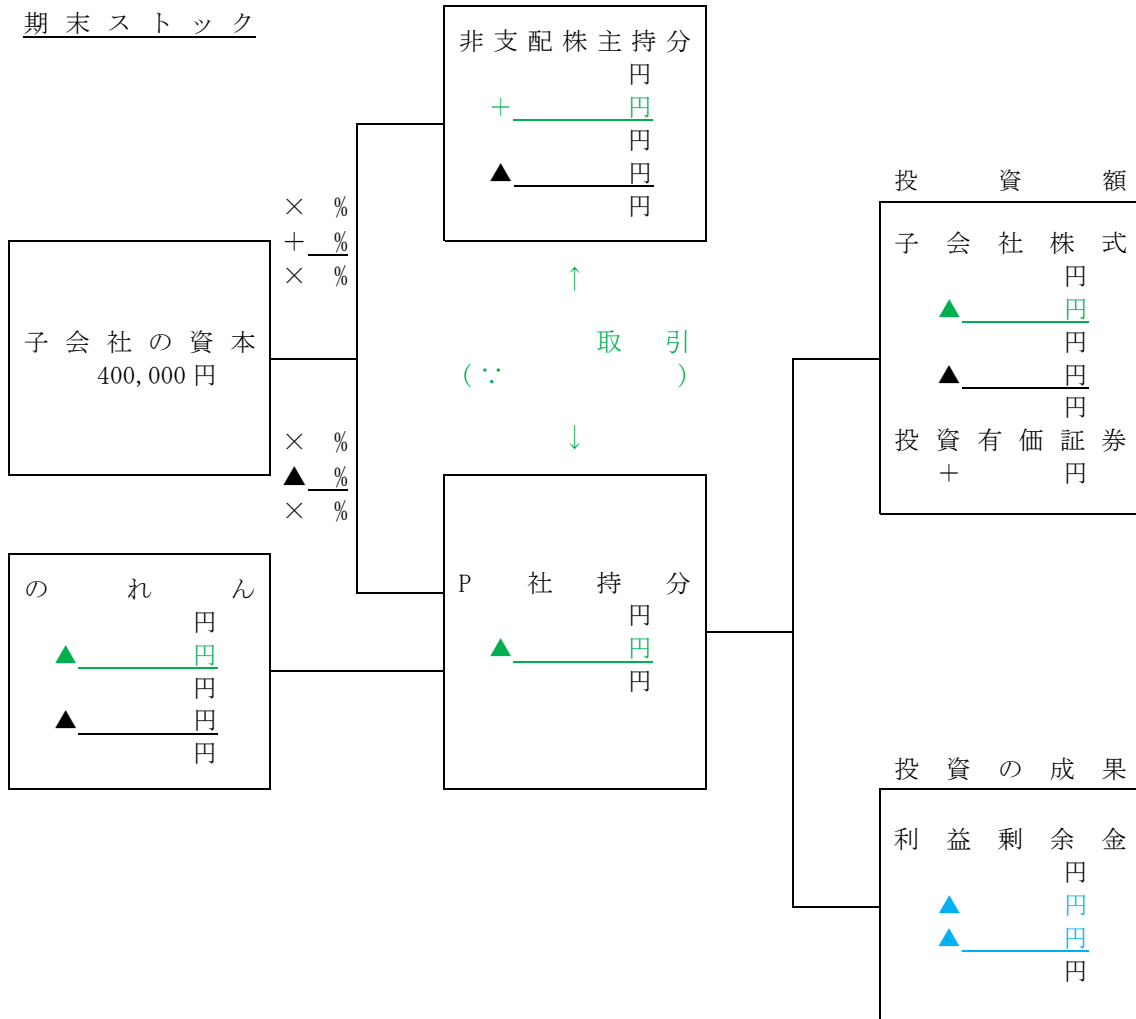 期末ストック
非支配株主持分
円
＋ 円
円
▲ 円
円
× %
＋ %
× %
子会社の資本
400,000円
× %
▲ %
× %
↑
取引
(∵ )
↓
のれん
円
▲ 円
円
▲ 円
円
P社持分
円
▲ 円
円
投資額
子会社株式
円
▲ 円
円
▲ 円
円
投資有価証券
＋ 円
投資の成果
利益剰余金
円
▲ 円
▲ 円
円